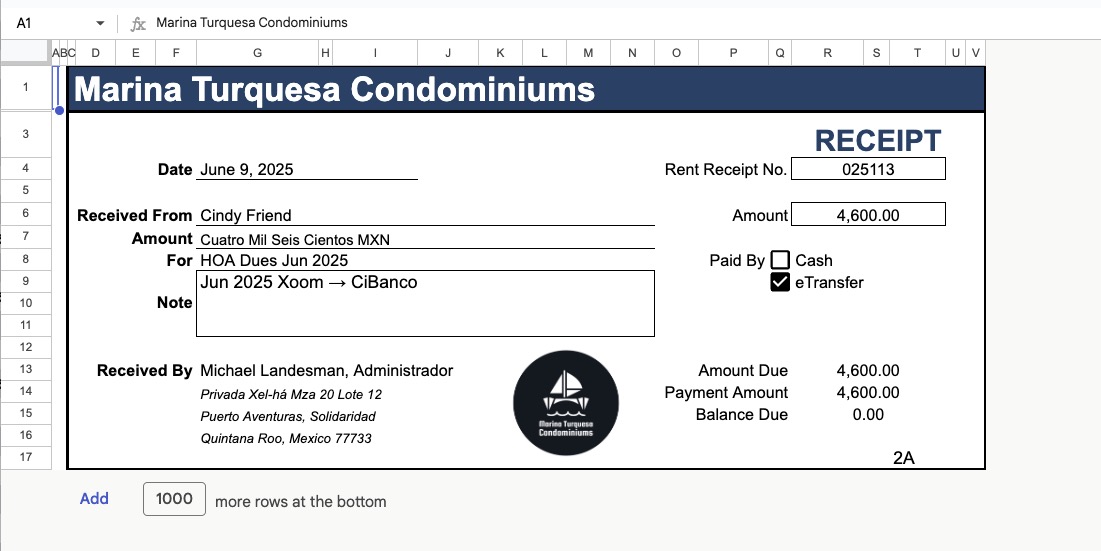 A1 fx Marina Turquesa Condominiums
A B C D E F G H I J K L M N O P Q R S T U V
1 Marina Turquesa Condominiums
3 RECEIPT
4 Date June 9, 2025 Rent Receipt No. 025113
5
6 Received From Cindy Friend Amount 4,600.00
7 Amount Cuatro Mil Seis Cientos MXN
8 For HOA Dues Jun 2025 Paid By Cash
9 Jun 2025 Xoom → CiBanco eTransfer
10 Note
11
12
13 Received By Michael Landesman, Administrador Amount Due 4,600.00
14 Privada Xel-há Mza 20 Lote 12 Payment Amount 4,600.00
15 Puerto Aventuras, Solidaridad Balance Due 0.00
Marina Turquesa
Condominiums
16 Quintana Roo, Mexico 77733
17 2A
Add 1000 more rows at the bottom